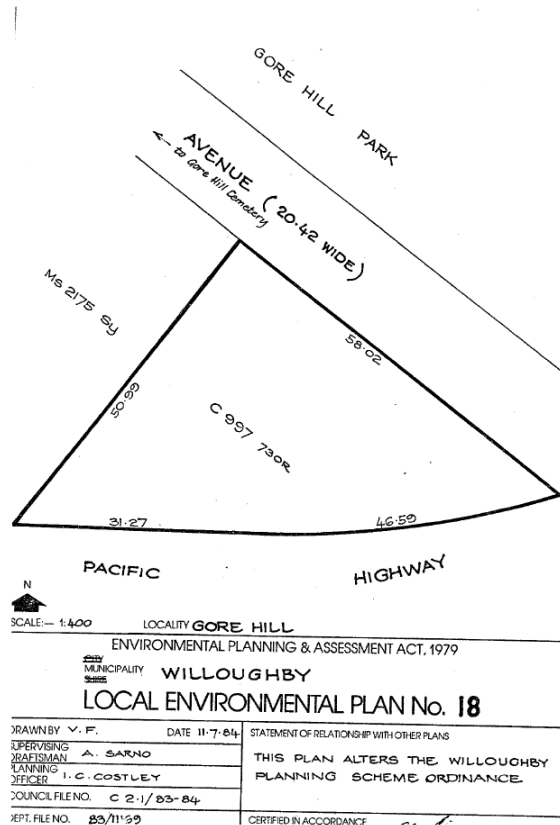 GORE HILL PARK
AVENUE (20·42 WIDE)
← to Gore Hill Cemetery
Ms 2175 Sy
58·02
50·99
C 997 730R
31·27
46·59
PACIFIC HIGHWAY
N
SCALE:— 1:400
LOCALITY GORE HILL
ENVIRONMENTAL PLANNING & ASSESSMENT ACT, 1979
CITY
MUNICIPALITY WILLOUGHBY
SHIRE
LOCAL ENVIRONMENTAL PLAN No. 18
DRAWN BY V. F. DATE 11·7·84
SUPERVISING DRAFTSMAN A. SARNO
PLANNING OFFICER I. C. COSTLEY
COUNCIL FILE NO. C 2·1/83-84
DEPT. FILE NO.
STATEMENT OF RELATIONSHIP WITH OTHER PLANS
THIS PLAN ALTERS THE WILLOUGHBY
PLANNING SCHEME ORDINANCE
CERTIFIED IN ACCORDANCE